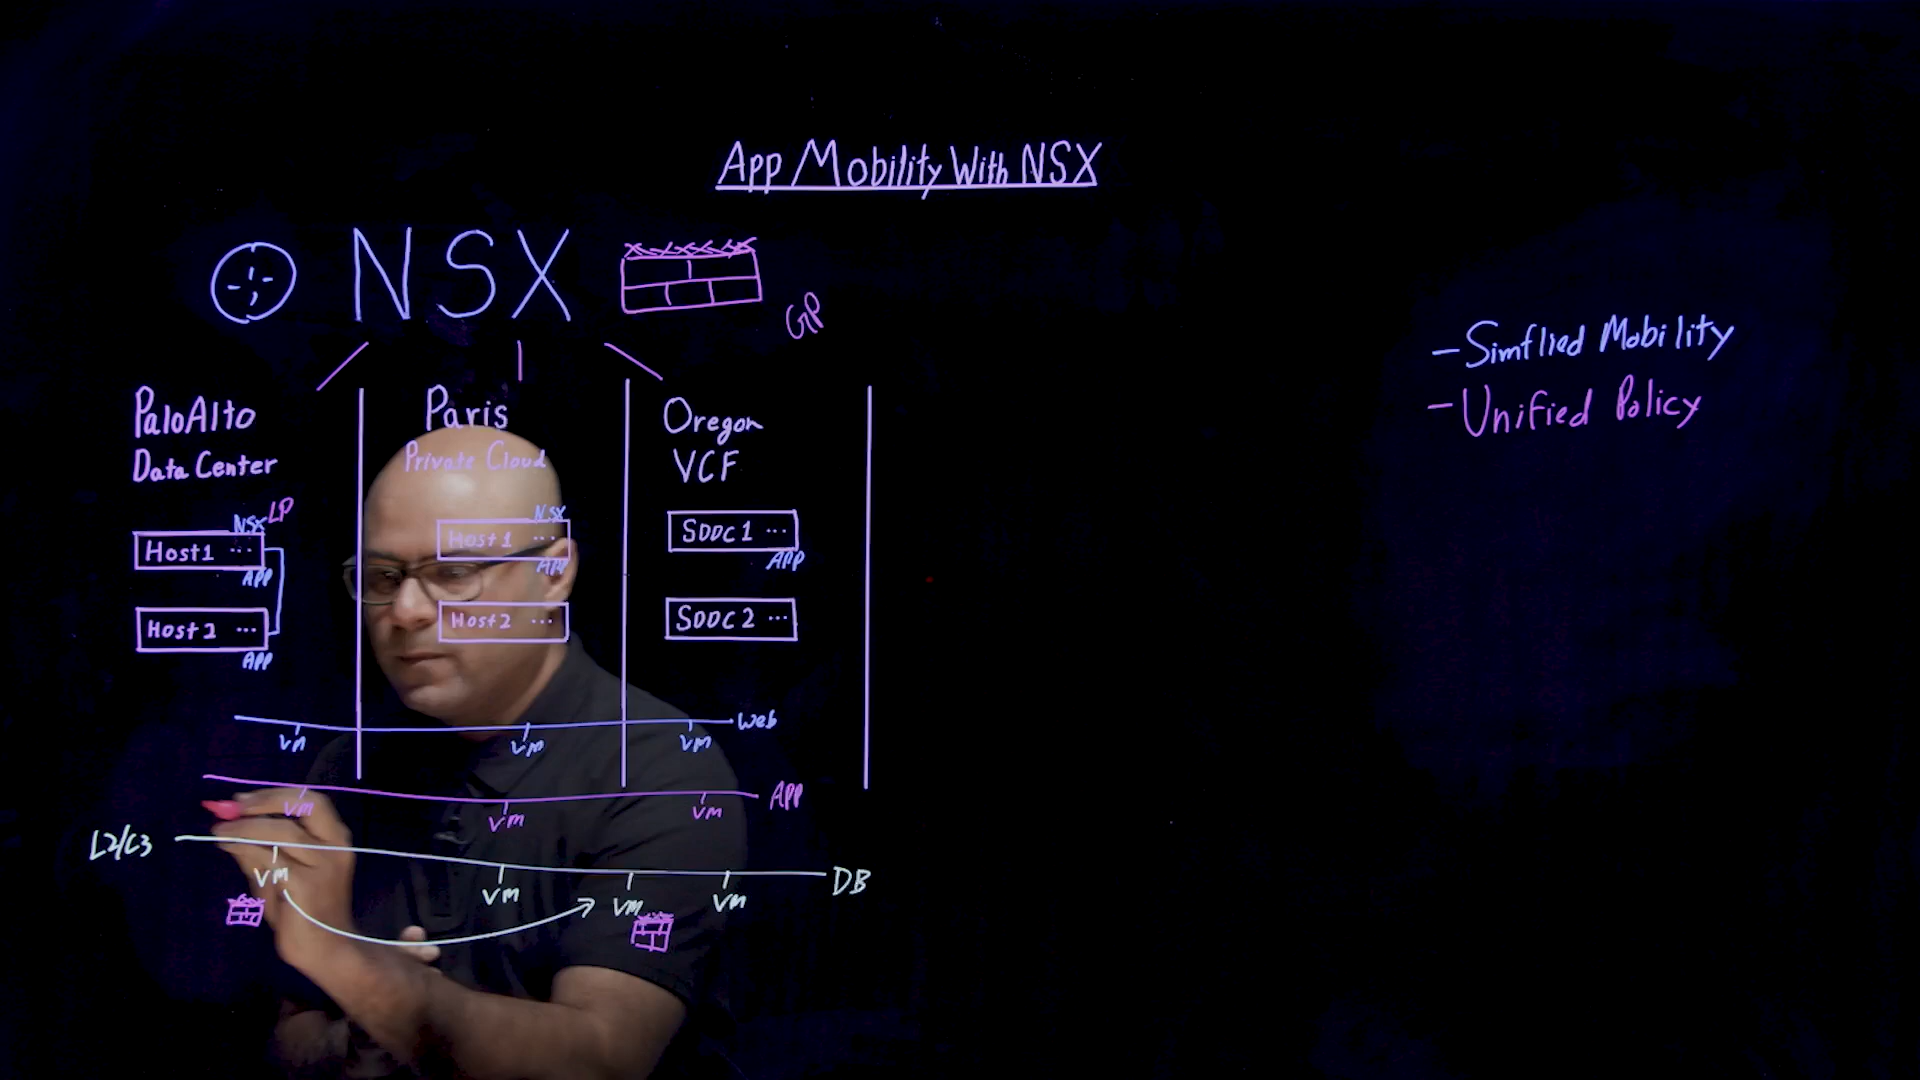 App Mobility With NSX
NSX
GP
- Simflied Mobility
- Unified Policy
PaloAlto
Data Center
NSX LP
Host1 ...
APP
Host2 ...
APP
Paris
Private Cloud
NSX
Host1 ...
APP
Host2 ...
Oregon
VCF
SDDC1 ...
APP
SDDC2 ...
Web
Vm Vm Vm
APP
Vm Vm Vm
L2/L3
DB
Vm Vm Vm Vm